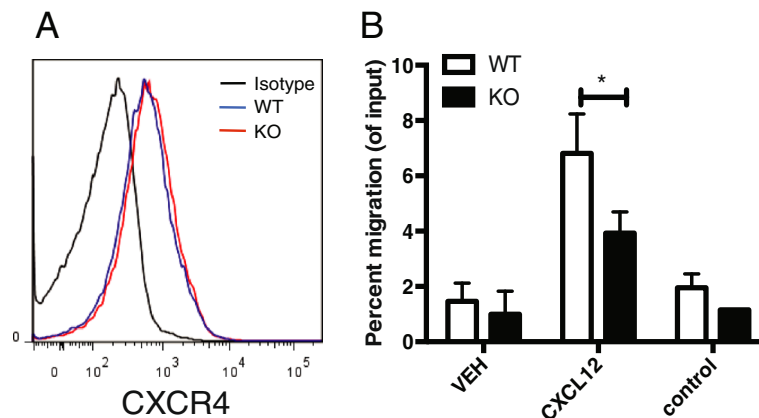 A
Isotype
WT
KO
0
0 10² 10³ 10⁴ 10⁵
CXCR4
B
WT
KO
*
Percent migration (of input)
10
8
6
4
2
0
VEH
CXCL12
control